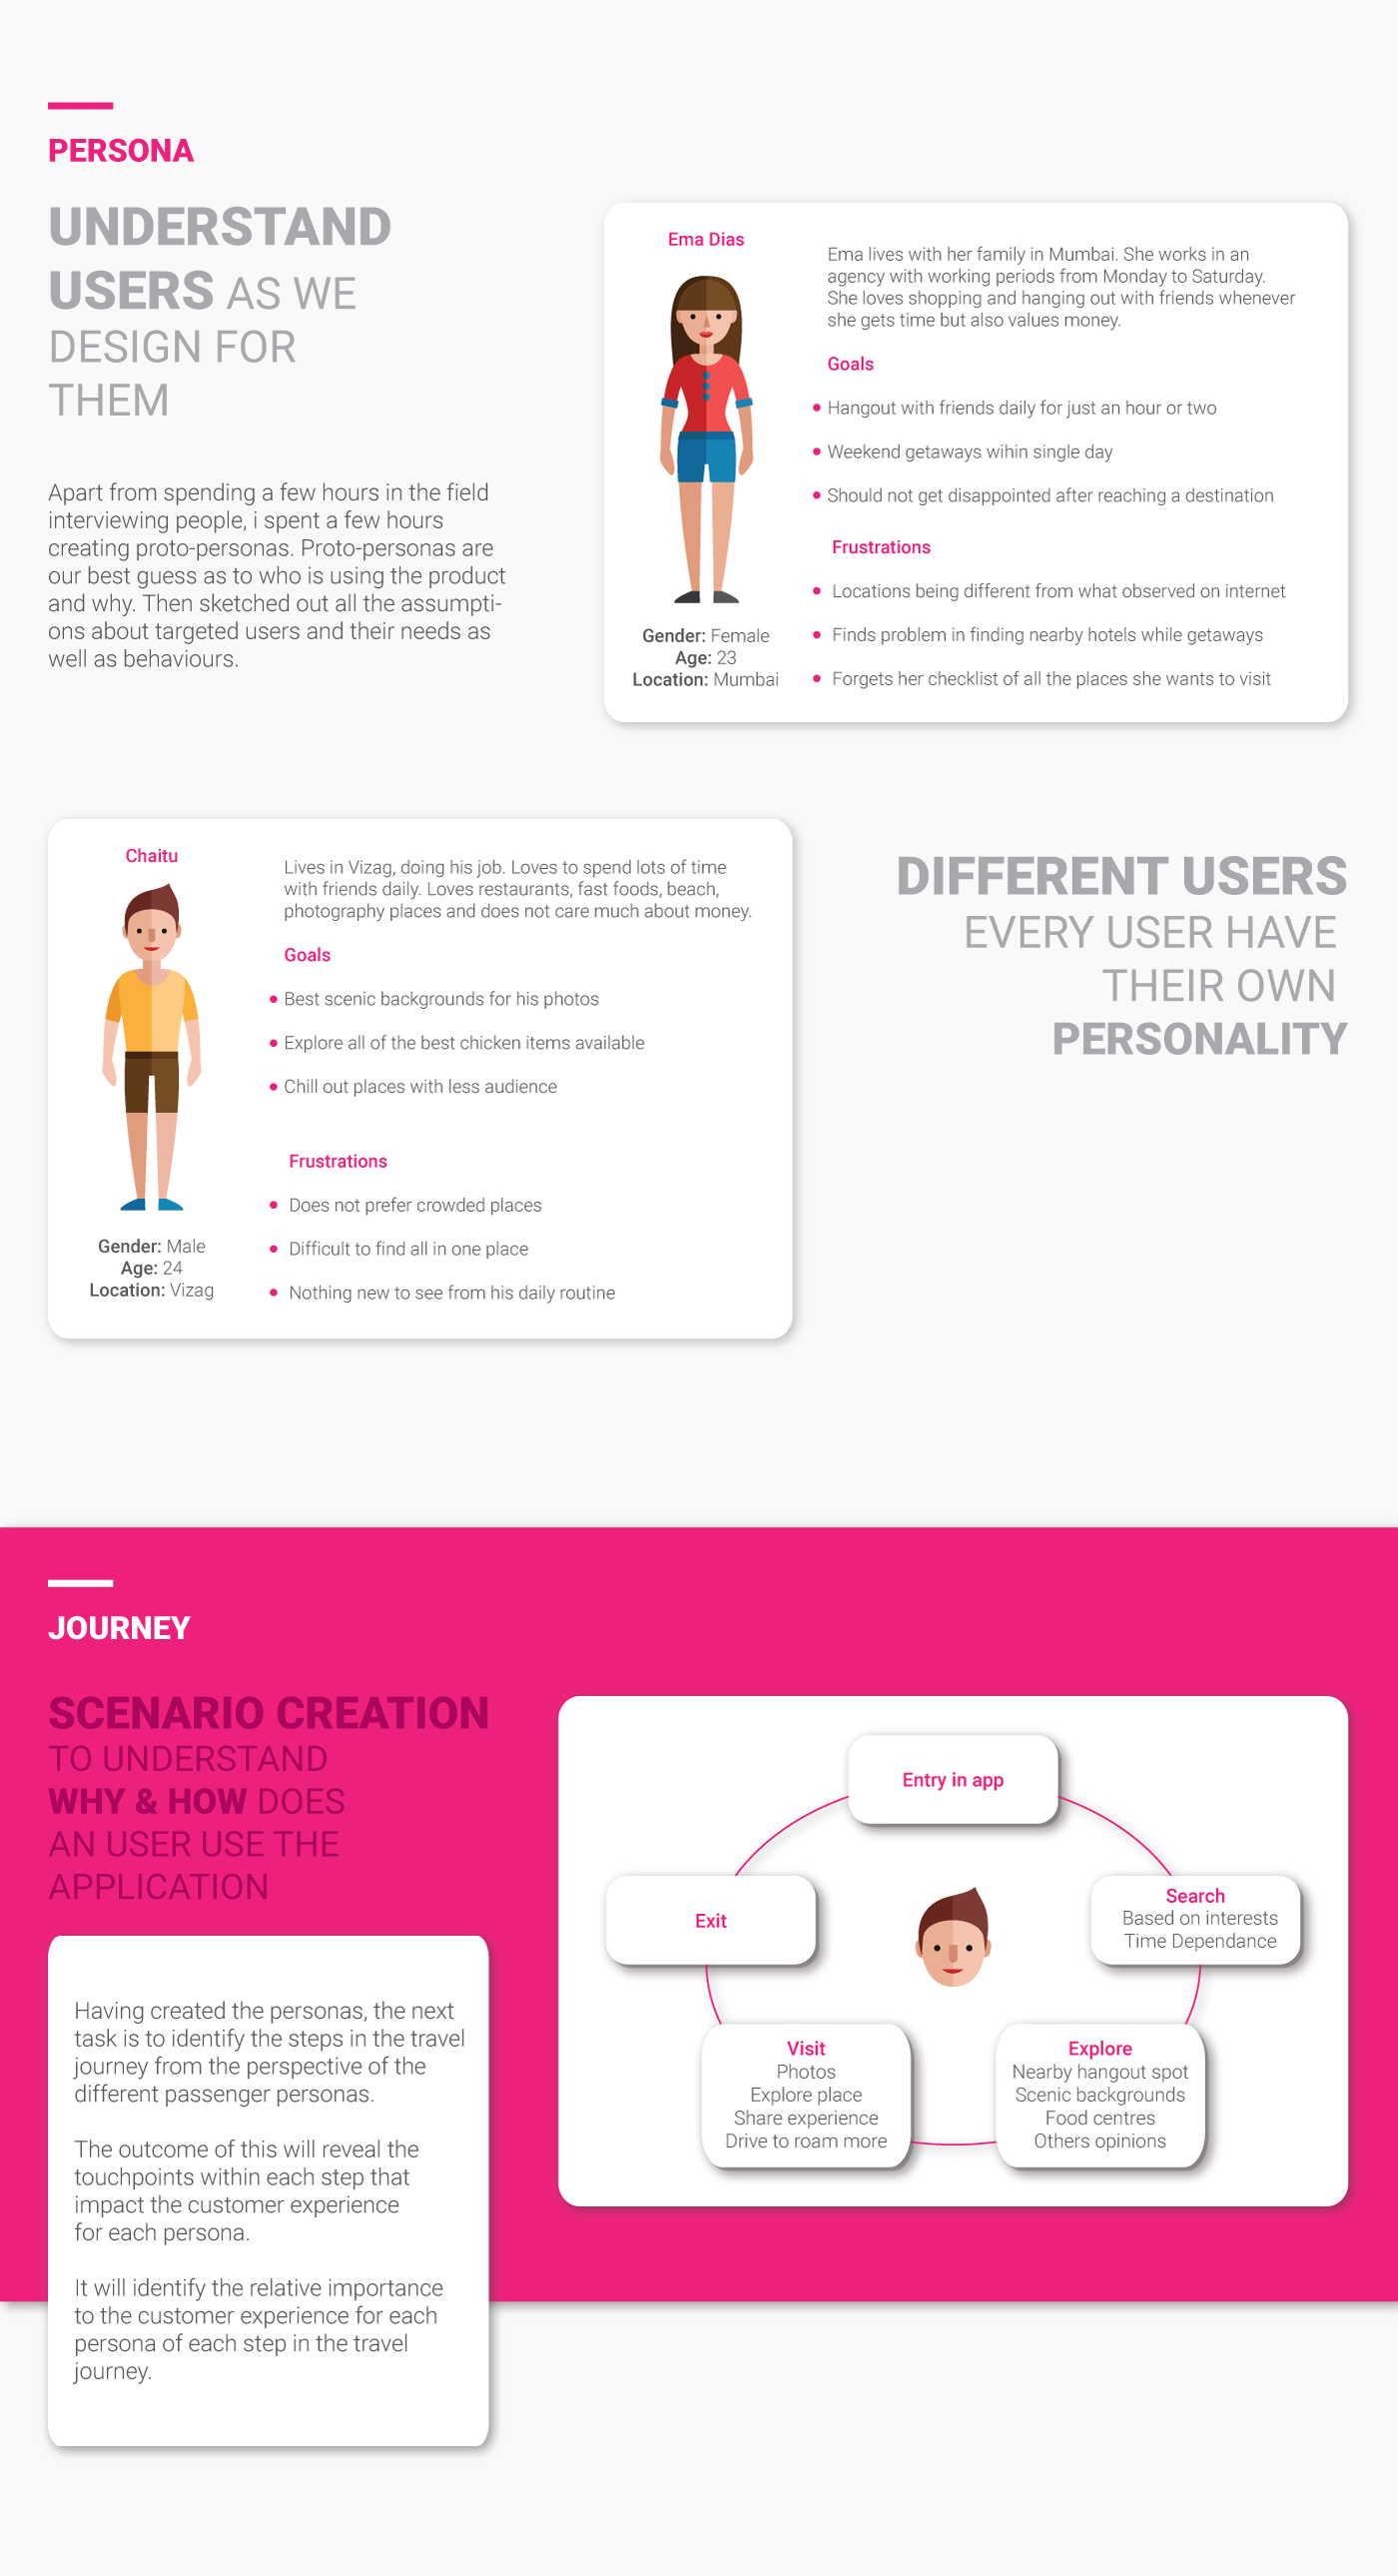 PERSONA
UNDERSTAND
USERS AS WE
DESIGN FOR
THEM
Apart from spending a few hours in the field
interviewing people, i spent a few hours
creating proto-personas. Proto-personas are
our best guess as to who is using the product
and why. Then sketched out all the assumpti-
ons about targeted users and their needs as
well as behaviours.
Ema Dias
Gender: Female
Age: 23
Location: Mumbai
Ema lives with her family in Mumbai. She works in an
agency with working periods from Monday to Saturday.
She loves shopping and hanging out with friends whenever
she gets time but also values money.
Goals
• Hangout with friends daily for just an hour or two
• Weekend getaways wihin single day
• Should not get disappointed after reaching a destination
Frustrations
• Locations being different from what observed on internet
• Finds problem in finding nearby hotels while getaways
• Forgets her checklist of all the places she wants to visit
Chaitu
Gender: Male
Age: 24
Location: Vizag
Lives in Vizag, doing his job. Loves to spend lots of time
with friends daily. Loves restaurants, fast foods, beach,
photography places and does not care much about money.
Goals
• Best scenic backgrounds for his photos
• Explore all of the best chicken items available
• Chill out places with less audience
Frustrations
• Does not prefer crowded places
• Difficult to find all in one place
• Nothing new to see from his daily routine
DIFFERENT USERS
EVERY USER HAVE
THEIR OWN
PERSONALITY
JOURNEY
SCENARIO CREATION
TO UNDERSTAND
WHY & HOW DOES
AN USER USE THE
APPLICATION
Having created the personas, the next
task is to identify the steps in the travel
journey from the perspective of the
different passenger personas.
The outcome of this will reveal the
touchpoints within each step that
impact the customer experience
for each persona.
It will identify the relative importance
to the customer experience for each
persona of each step in the travel
journey.
Entry in app
Search
Based on interests
Time Dependance
Explore
Nearby hangout spot
Scenic backgrounds
Food centres
Others opinions
Visit
Photos
Explore place
Share experience
Drive to roam more
Exit